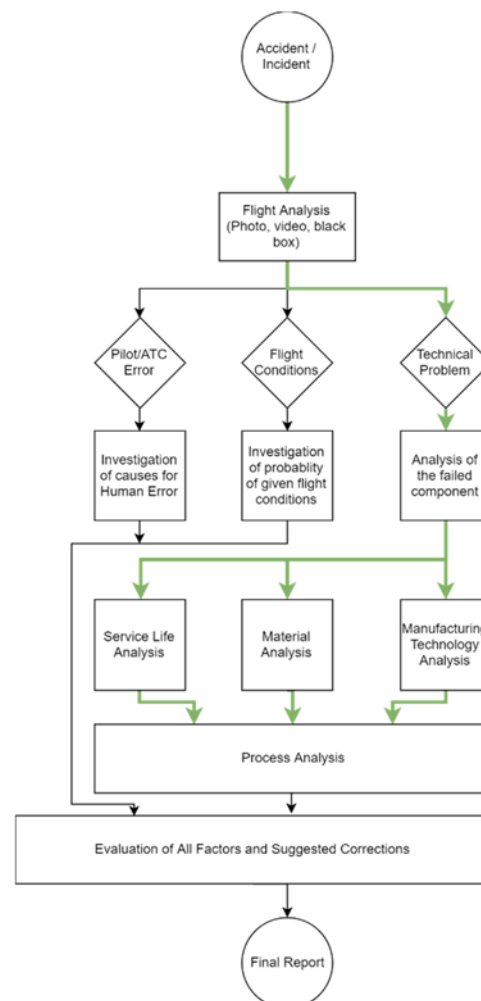 Accident /
Incident
Flight Analysis
(Photo, video, black
box)
Pilot/ATC
Error
Flight
Conditions
Technical
Problem
Investigation
of causes for
Human Error
Investigation
of probablity
of given flight
conditions
Analysis of
the failed
component
Service Life
Analysis
Material
Analysis
Manufacturing
Technology
Analysis
Process Analysis
Evaluation of All Factors and Suggested Corrections
Final Report